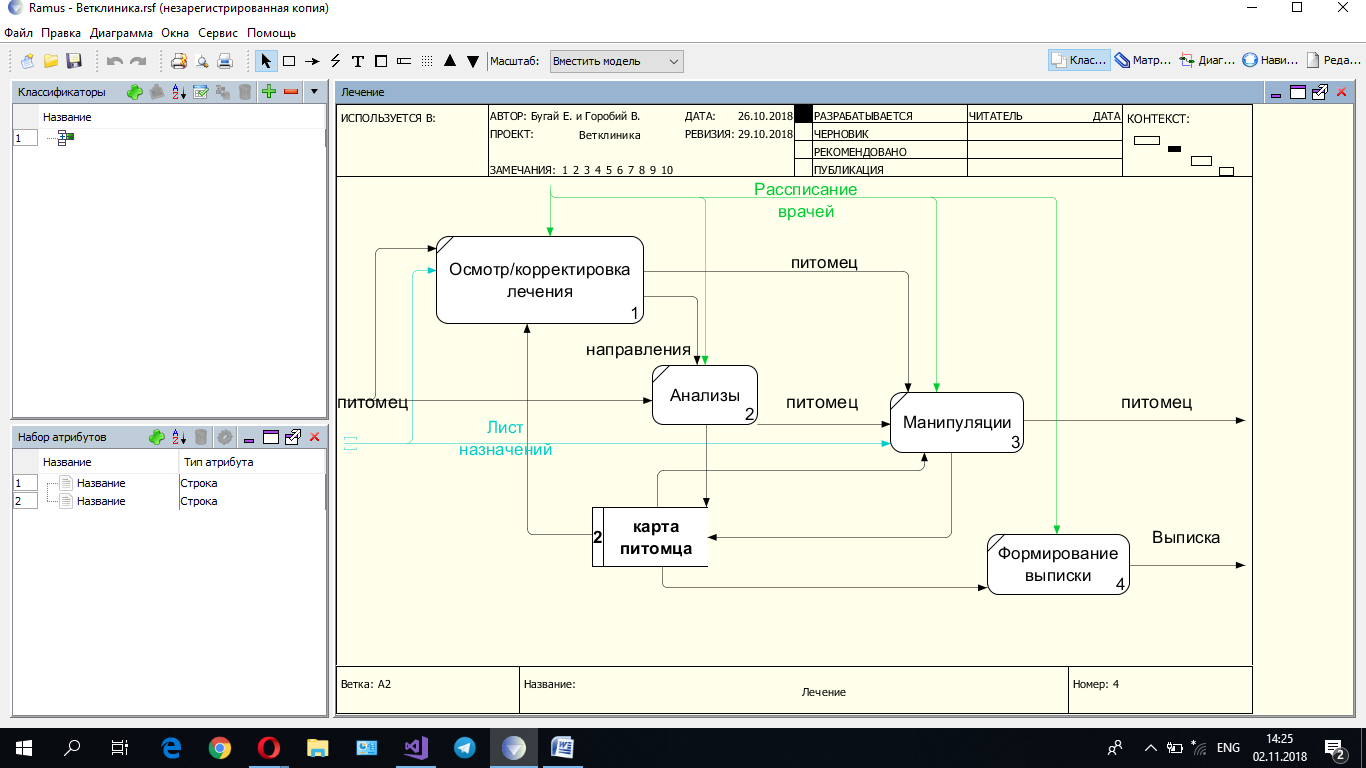 Ramus - Ветклиника.rsf (незарегистрированная копия)
Файл Правка Диаграмма Окна Сервис Помощь
Масштаб: Вместить модель
Клас... Матр... Диаг... Нави... Реда...
Классификаторы
Название
1
Набор атрибутов
Название Тип атрибута
1 Название Строка
2 Название Строка
Лечение
ИСПОЛЬЗУЕТСЯ В:
АВТОР: Бугай Е. и Горобий В. ДАТА: 26.10.2018
ПРОЕКТ: Ветклиника РЕВИЗИЯ: 29.10.2018
ЗАМЕЧАНИЯ: 1 2 3 4 5 6 7 8 9 10
РАЗРАБАТЫВАЕТСЯ
ЧЕРНОВИК
РЕКОМЕНДОВАНО
ПУБЛИКАЦИЯ
ЧИТАТЕЛЬ ДАТА
КОНТЕКСТ:
Расспиcание
врачей
Осмотр/корректировка
лечения
1
питомец
направления
Анализы
2
питомец
питомец
Манипуляции
3
питомец
Лист
назначений
2
карта
питомца
Формирование
выписки
4
Выписка
Ветка: A2
Название:
Лечение
Номер: 4
ENG
14:25
02.11.2018
2